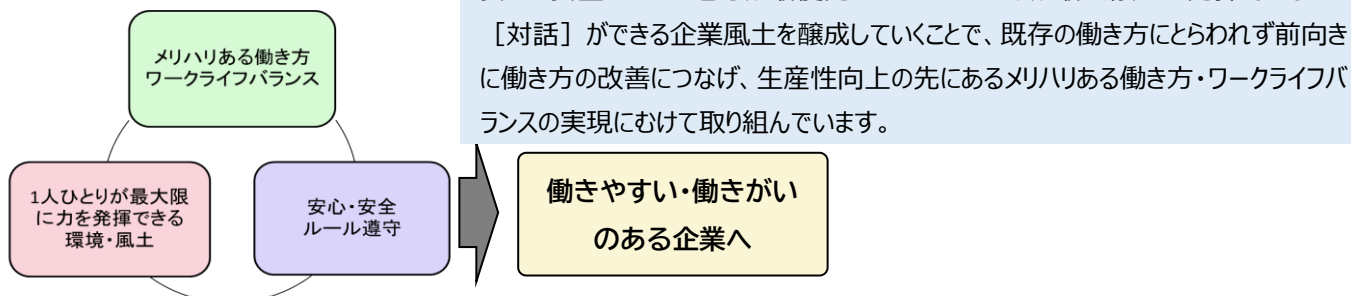 ［対話］ができる企業風土を醸成していくことで、既存の働き方にとらわれず前向き
に働き方の改善につなげ、生産性向上の先にあるメリハリある働き方・ワークライフバ
ランスの実現にむけて取り組んでいます。
メリハリある働き方
ワークライフバランス
1人ひとりが最大限
に力を発揮できる
環境・風土
安心・安全
ルール遵守
働きやすい・働きがい
のある企業へ